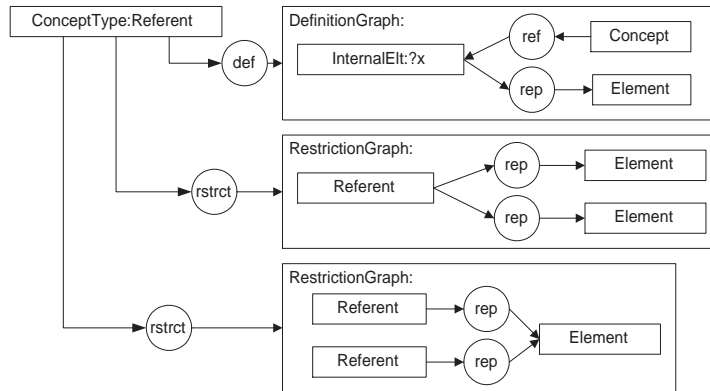 ConceptType:Referent
def
DefinitionGraph:
InternalElt:?x
ref
Concept
rep
Element
rstrct
RestrictionGraph:
Referent
rep
Element
rep
Element
rstrct
RestrictionGraph:
Referent
rep
Element
Referent
rep